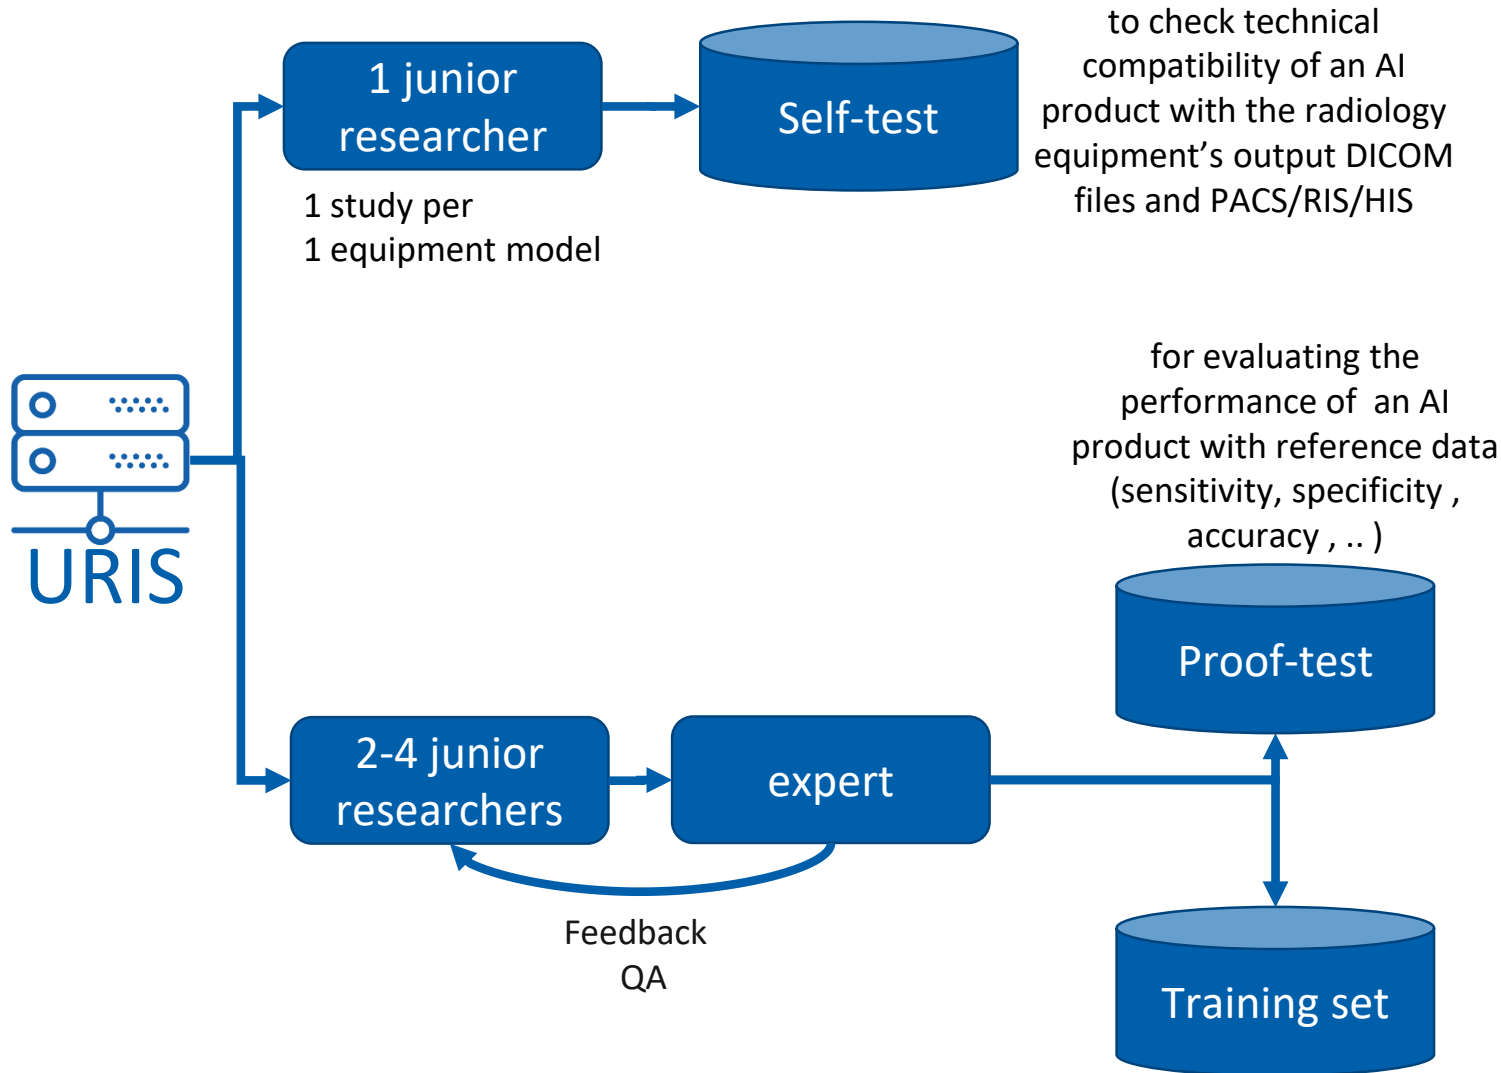 to check technical
compatibility of an AI
product with the radiology
equipment’s output DICOM
files and PACS/RIS/HIS
1 junior
researcher
Self-test
1 study per
1 equipment model
for evaluating the
performance of  an AI
product with reference data
(sensitivity, specificity ,
accuracy , .. )
URIS
Proof-test
2-4 junior
researchers
expert
Feedback
QA
Training set